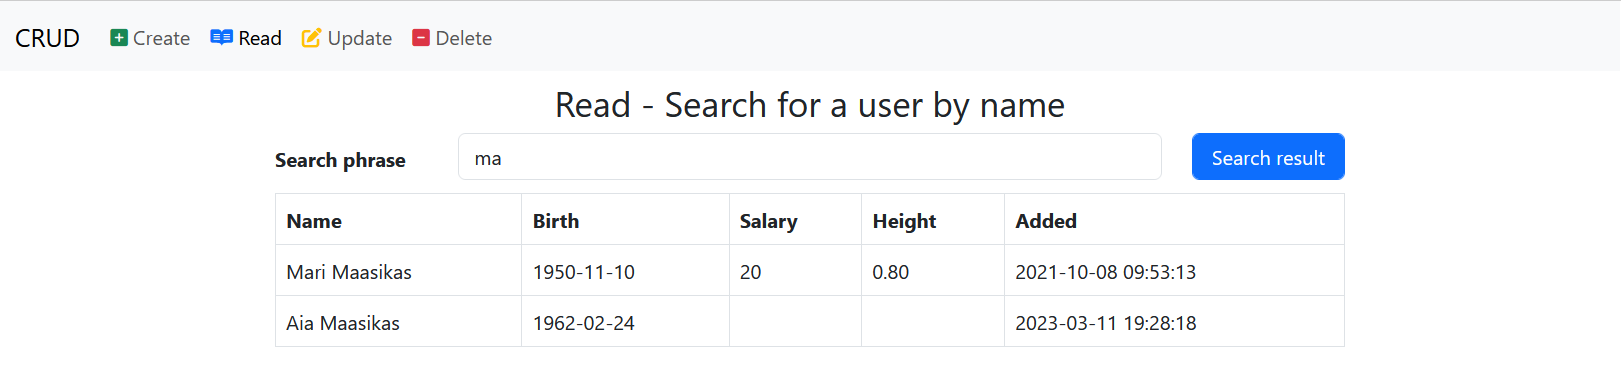 CRUD Create Read Update Delete
Read - Search for a user by name
Search phrase ma Search result
Name Birth Salary Height Added
Mari Maasikas 1950-11-10 20 0.80 2021-10-08 09:53:13
Aia Maasikas 1962-02-24 2023-03-11 19:28:18